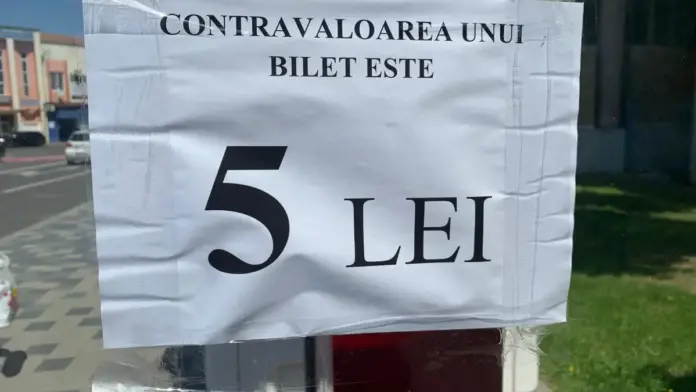 CONTRAVALOAREA UNUI
BILET ESTE
5 LEI